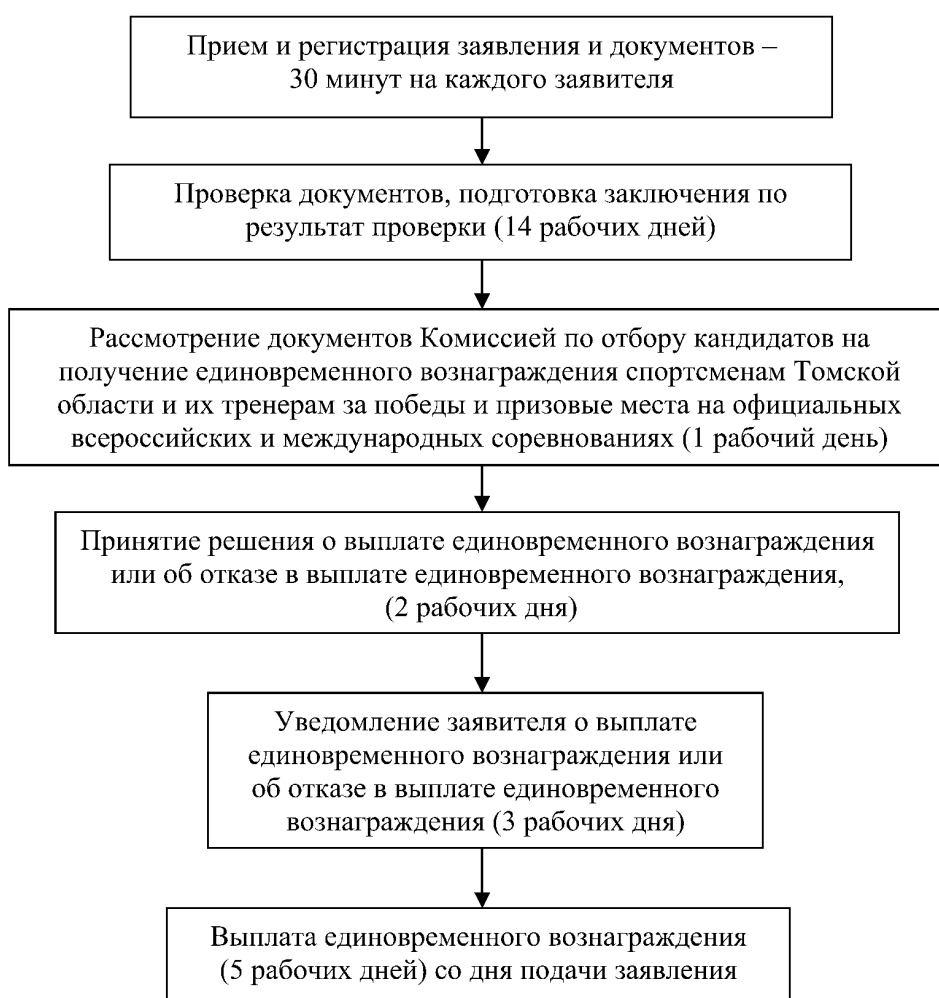 Прием и регистрация заявления и документов –
30 минут на каждого заявителя
Проверка документов, подготовка заключения по
результат проверки (14 рабочих дней)
Рассмотрение документов Комиссией по отбору кандидатов на
получение единовременного вознаграждения спортсменам Томской
области и их тренерам за победы и призовые места на официальных
всероссийских и международных соревнованиях (1 рабочий день)
Принятие решения о выплате единовременного вознаграждения
или об отказе в выплате единовременного вознаграждения,
(2 рабочих дня)
Уведомление заявителя о выплате
единовременного вознаграждения или
об отказе в выплате единовременного
вознаграждения (3 рабочих дня)
Выплата единовременного вознаграждения
(5 рабочих дней) со дня подачи заявления